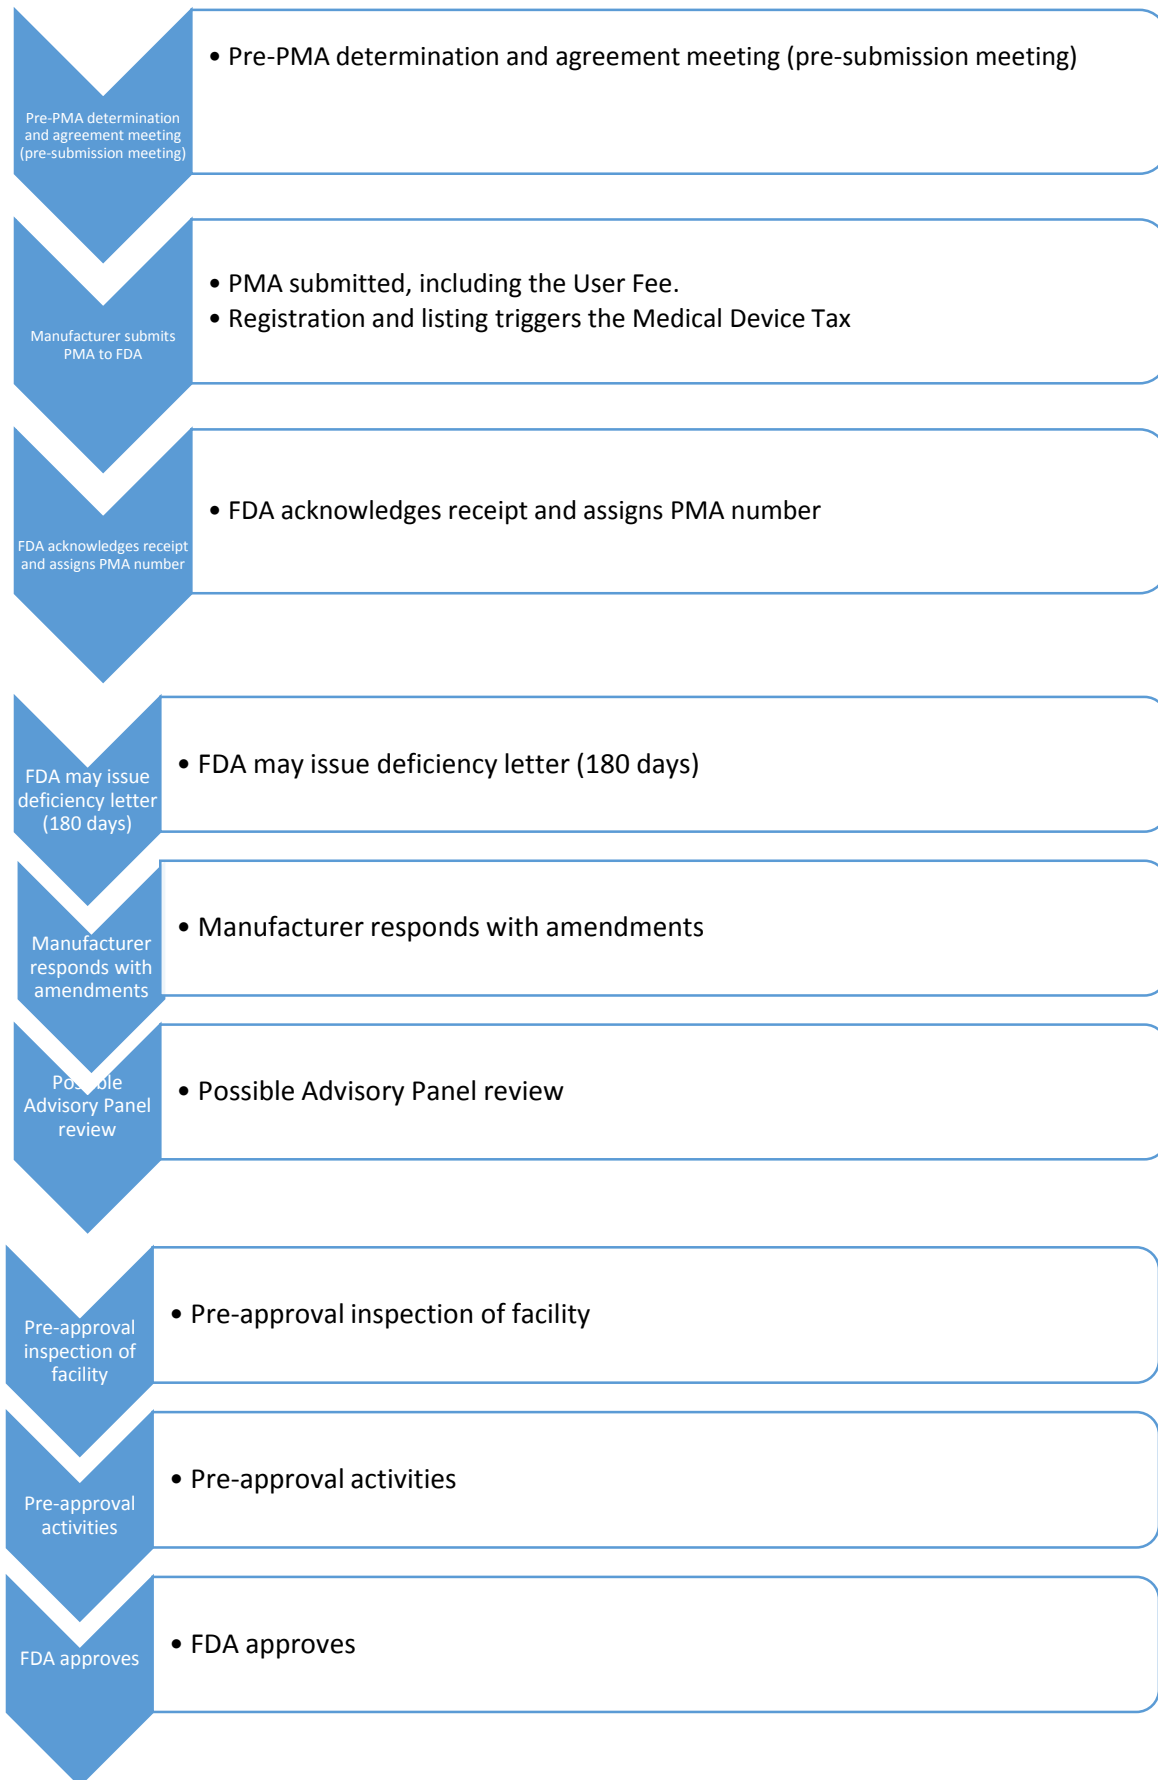 Pre-PMA determination
and agreement meeting
(pre-submission meeting)
• Pre-PMA determination and agreement meeting (pre-submission meeting)
Manufacturer submits
PMA to FDA
• PMA submitted, including the User Fee.
• Registration and listing triggers the Medical Device Tax
FDA acknowledges receipt
and assigns PMA number
• FDA acknowledges receipt and assigns PMA number
FDA may issue
deficiency letter
(180 days)
• FDA may issue deficiency letter (180 days)
Manufacturer
responds with
amendments
• Manufacturer responds with amendments
Possible
Advisory Panel
review
• Possible Advisory Panel review
Pre-approval
inspection of
facility
• Pre-approval inspection of facility
Pre-approval
activities
• Pre-approval activities
FDA approves
• FDA approves